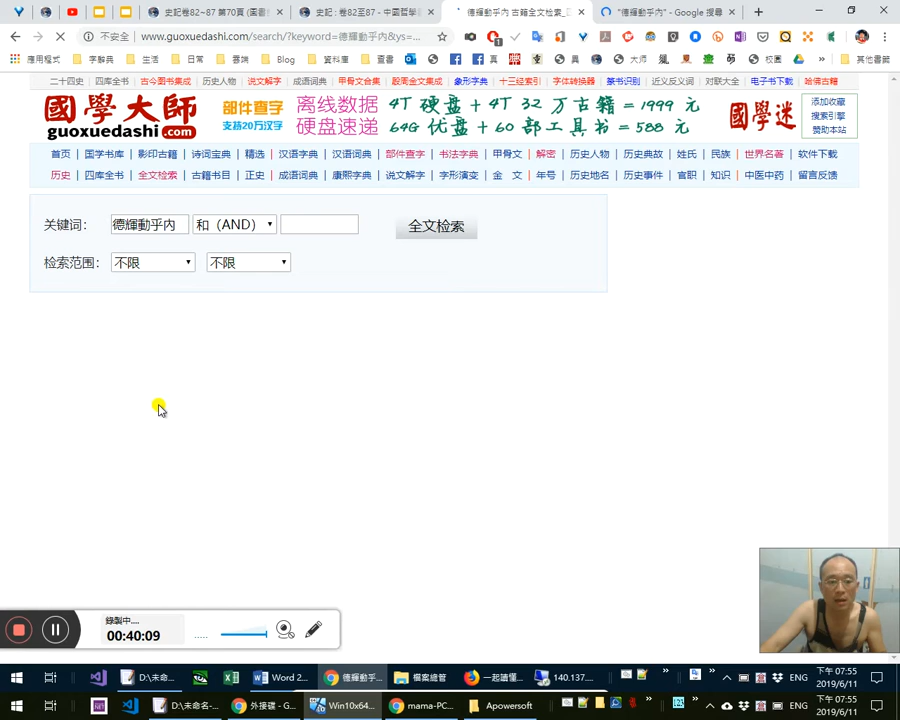 史記卷82~87 第70頁 (圖書
史記 : 卷82至87 - 中國哲學
德輝動乎內 古籍全文检索_
"德輝動乎內" - Google 搜尋
不安全
www.guoxuedashi.com/search/?keyword=德輝動乎内&ys=...
應用程式
字辭典
生活
日常
雲端
Blog
資料庫
查書
真
大师
校園
其他書籤
二十四史 四库全书 古今图书集成 历史人物 说文解字 成语词典 甲骨文合集 殷周金文集成 象形字典 十三经索引 字体转换器 篆书识别 近义反义词 对联大全 电子书下载 哈佛古籍
國學大師
guoxuedashi.com
部件查字
支持20万汉字
离线数据
硬盘速递
4T 硬盘 + 4T 32 万古籍 = 1999 元
64G 优盘 + 60 部工具书 = 588 元
國學迷
添加收藏
搜索引擎
赞助本站
首页 | 国学书库 | 影印古籍 | 诗词宝典 | 精选 | 汉语字典 | 汉语词典 | 部件查字 | 书法字典 | 甲骨文 | 解密 | 历史人物 | 历史典故 | 姓氏 | 民族 | 世界名著 | 软件下载
历史 | 四库全书 | 全文检索 | 古籍书目 | 正史 | 成语词典 | 康熙字典 | 说文解字 | 字形演变 | 金 文 | 年号 | 历史地名 | 历史事件 | 官职 | 知识 | 中医中药 | 留言反馈
关键词: 德輝動乎内 和（AND） 全文检索
检索范围: 不限 不限
錄製中...
00:40:09
D:\未命...
Word 2...
德輝動乎...
檔案總管
一起讀懂...
140.137....
ENG
下午 07:55
2019/6/11
D:\未命名-...
外接碟 - G...
Win10x64...
mama-PC...
Apowersoft
ENG
下午 07:55
2019/6/11